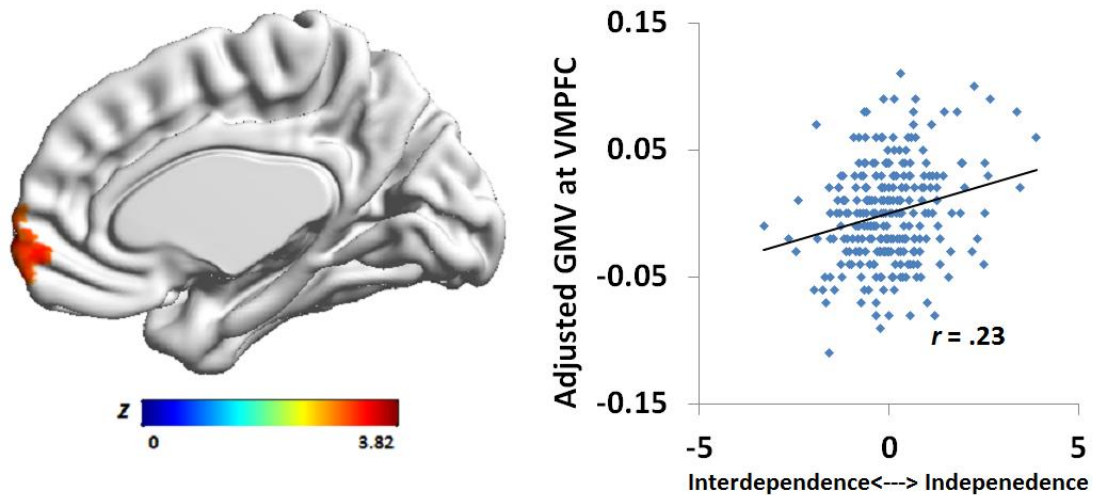 Z
0
3.82
Adjusted GMV at VMPFC
0.15
0.05
-0.05
-0.15
r = .23
-5
0
5
Interdependence<---> Indepenedence